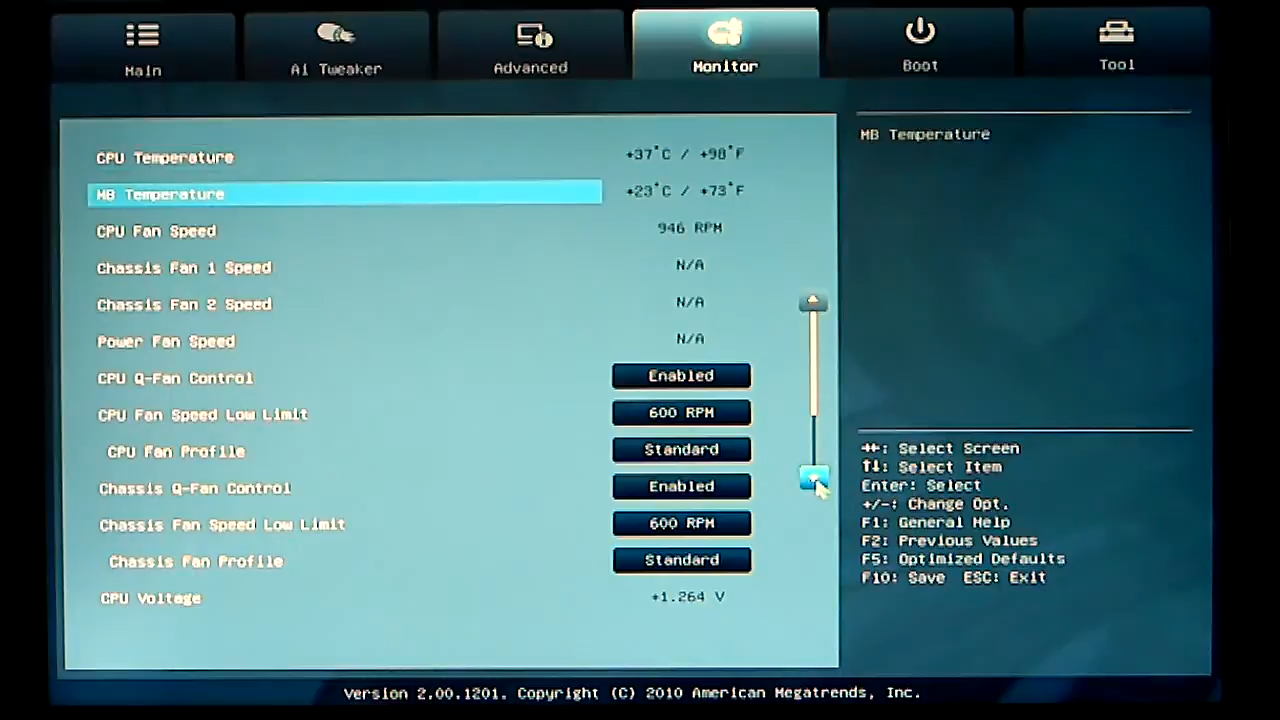 Main
Ai Tweaker
Advanced
Monitor
Boot
Tool
CPU Temperature +37°C / +98°F
MB Temperature +23°C / +73°F
CPU Fan Speed 946 RPM
Chassis Fan 1 Speed N/A
Chassis Fan 2 Speed N/A
Power Fan Speed N/A
CPU Q-Fan Control Enabled
CPU Fan Speed Low Limit 600 RPM
CPU Fan Profile Standard
Chassis Q-Fan Control Enabled
Chassis Fan Speed Low Limit 600 RPM
Chassis Fan Profile Standard
CPU Voltage +1.264 V
MB Temperature
→←: Select Screen
↑↓: Select Item
Enter: Select
+/-: Change Opt.
F1: General Help
F2: Previous Values
F5: Optimized Defaults
F10: Save ESC: Exit
Version 2.00.1201. Copyright (C) 2010 American Megatrends, Inc.